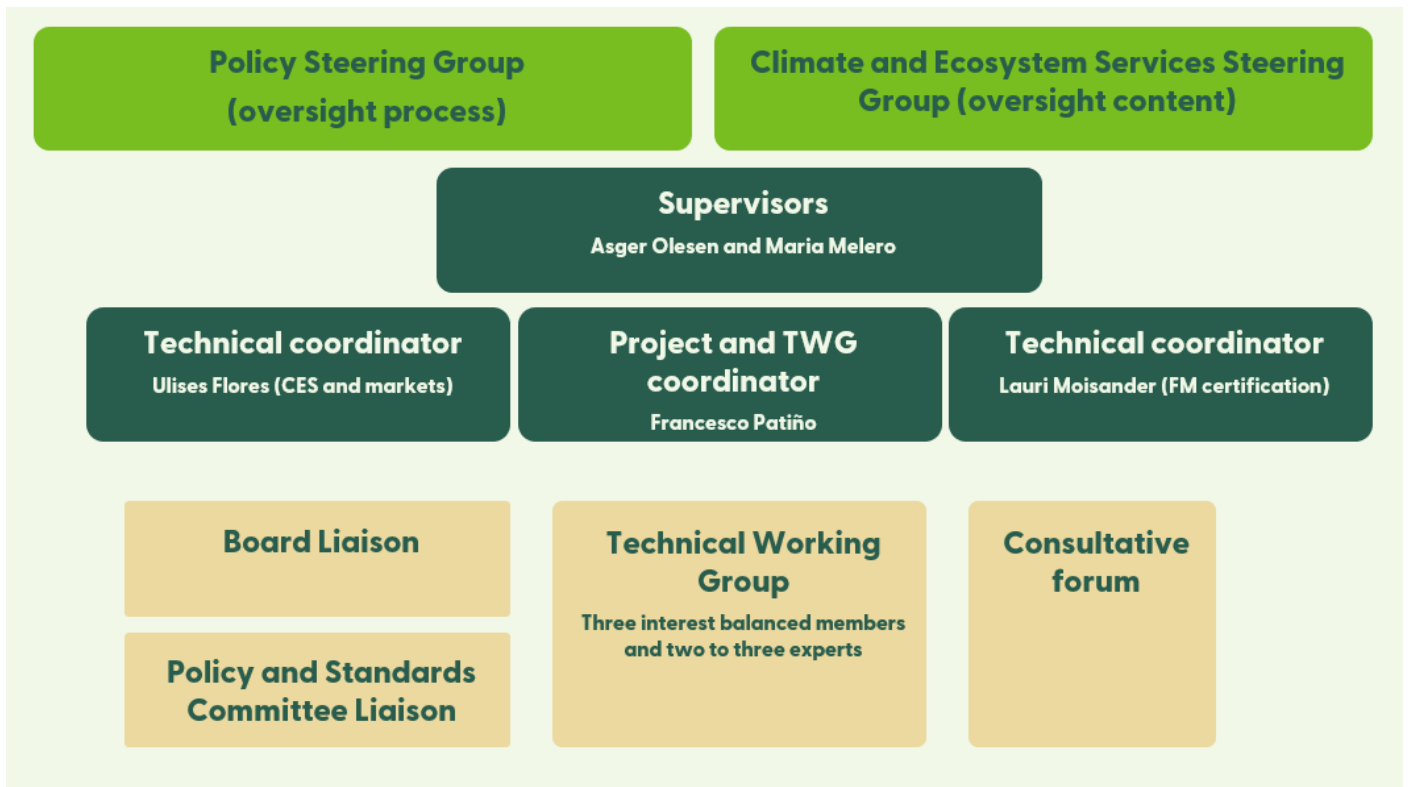 Policy Steering Group
(oversight process)
Climate and Ecosystem Services Steering
Group (oversight content)
Supervisors
Asger Olesen and Maria Melero
Technical coordinator
Ulises Flores (CES and markets)
Project and TWG
coordinator
Francesco Patiño
Technical coordinator
Lauri Moisander (FM certification)
Board Liaison
Policy and Standards
Committee Liaison
Technical Working
Group
Three interest balanced members
and two to three experts
Consultative
forum